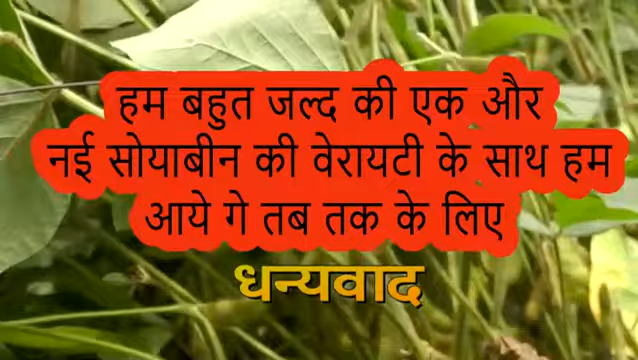 हम बहुत जल्द की एक और
नई सोयाबीन की वेरायटी के साथ हम
आये गे तब तक के लिए
धन्यवाद